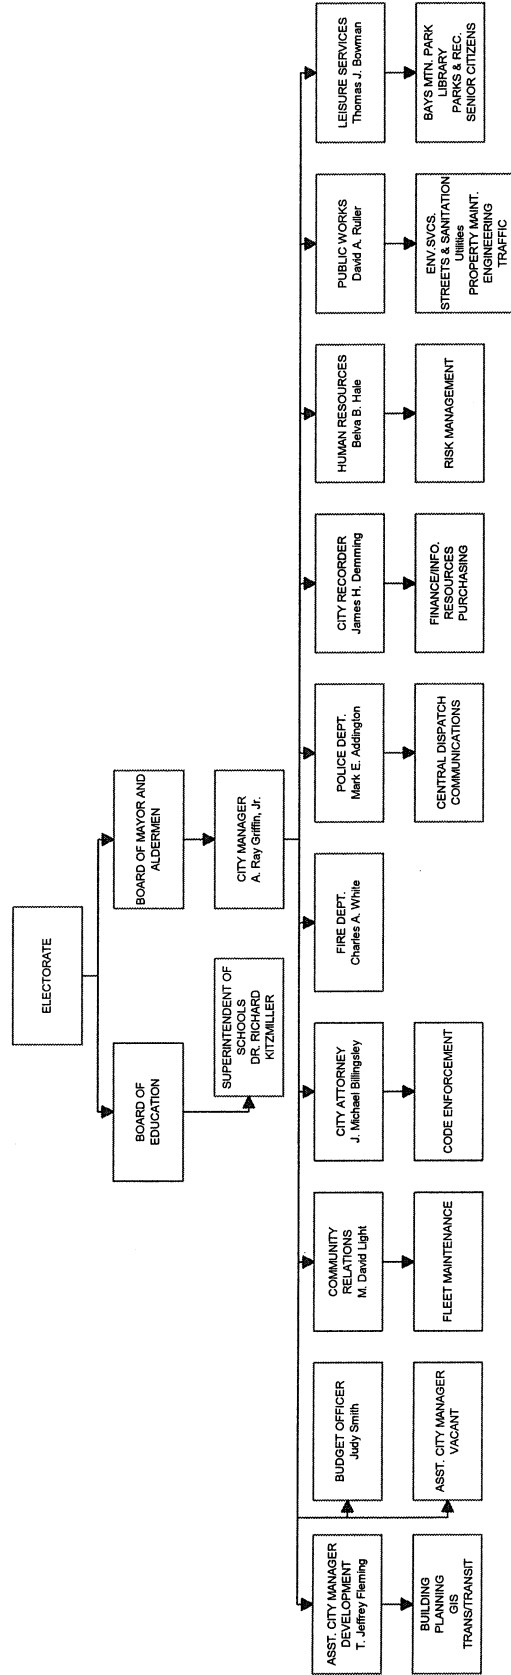 ELECTORATE
BOARD OF
EDUCATION
BOARD OF MAYOR AND
ALDERMEN
SUPERINTENDENT OF
SCHOOLS
DR. RICHARD
KITZMILLER
CITY MANAGER
A. Ray Griffin, Jr.
ASST. CITY MANAGER
DEVELOPMENT
T. Jeffrey Fleming
BUDGET OFFICER
Judy Smith
COMMUNITY
RELATIONS
M. David Light
CITY ATTORNEY
J. Michael Billingsley
FIRE DEPT.
Charles A. White
POLICE DEPT.
Mark E. Addington
CITY RECORDER
James H. Demming
HUMAN RESOURCES
Belva B. Hale
PUBLIC WORKS
David A. Ruller
LEISURE SERVICES
Thomas J. Bowman
BUILDING
PLANNING
GIS
TRANS/TRANSIT
ASST. CITY MANAGER
VACANT
FLEET MAINTENANCE
CODE ENFORCEMENT
CENTRAL DISPATCH
COMMUNICATIONS
FINANCE/INFO.
RESOURCES
PURCHASING
RISK MANAGEMENT
ENV.SVCS.
STREETS & SANITATION
Utilities
PROPERTY MAINT.
ENGINEERING
TRAFFIC
BAYS MTN. PARK
LIBRARY
PARKS & REC.
SENIOR CITIZENS